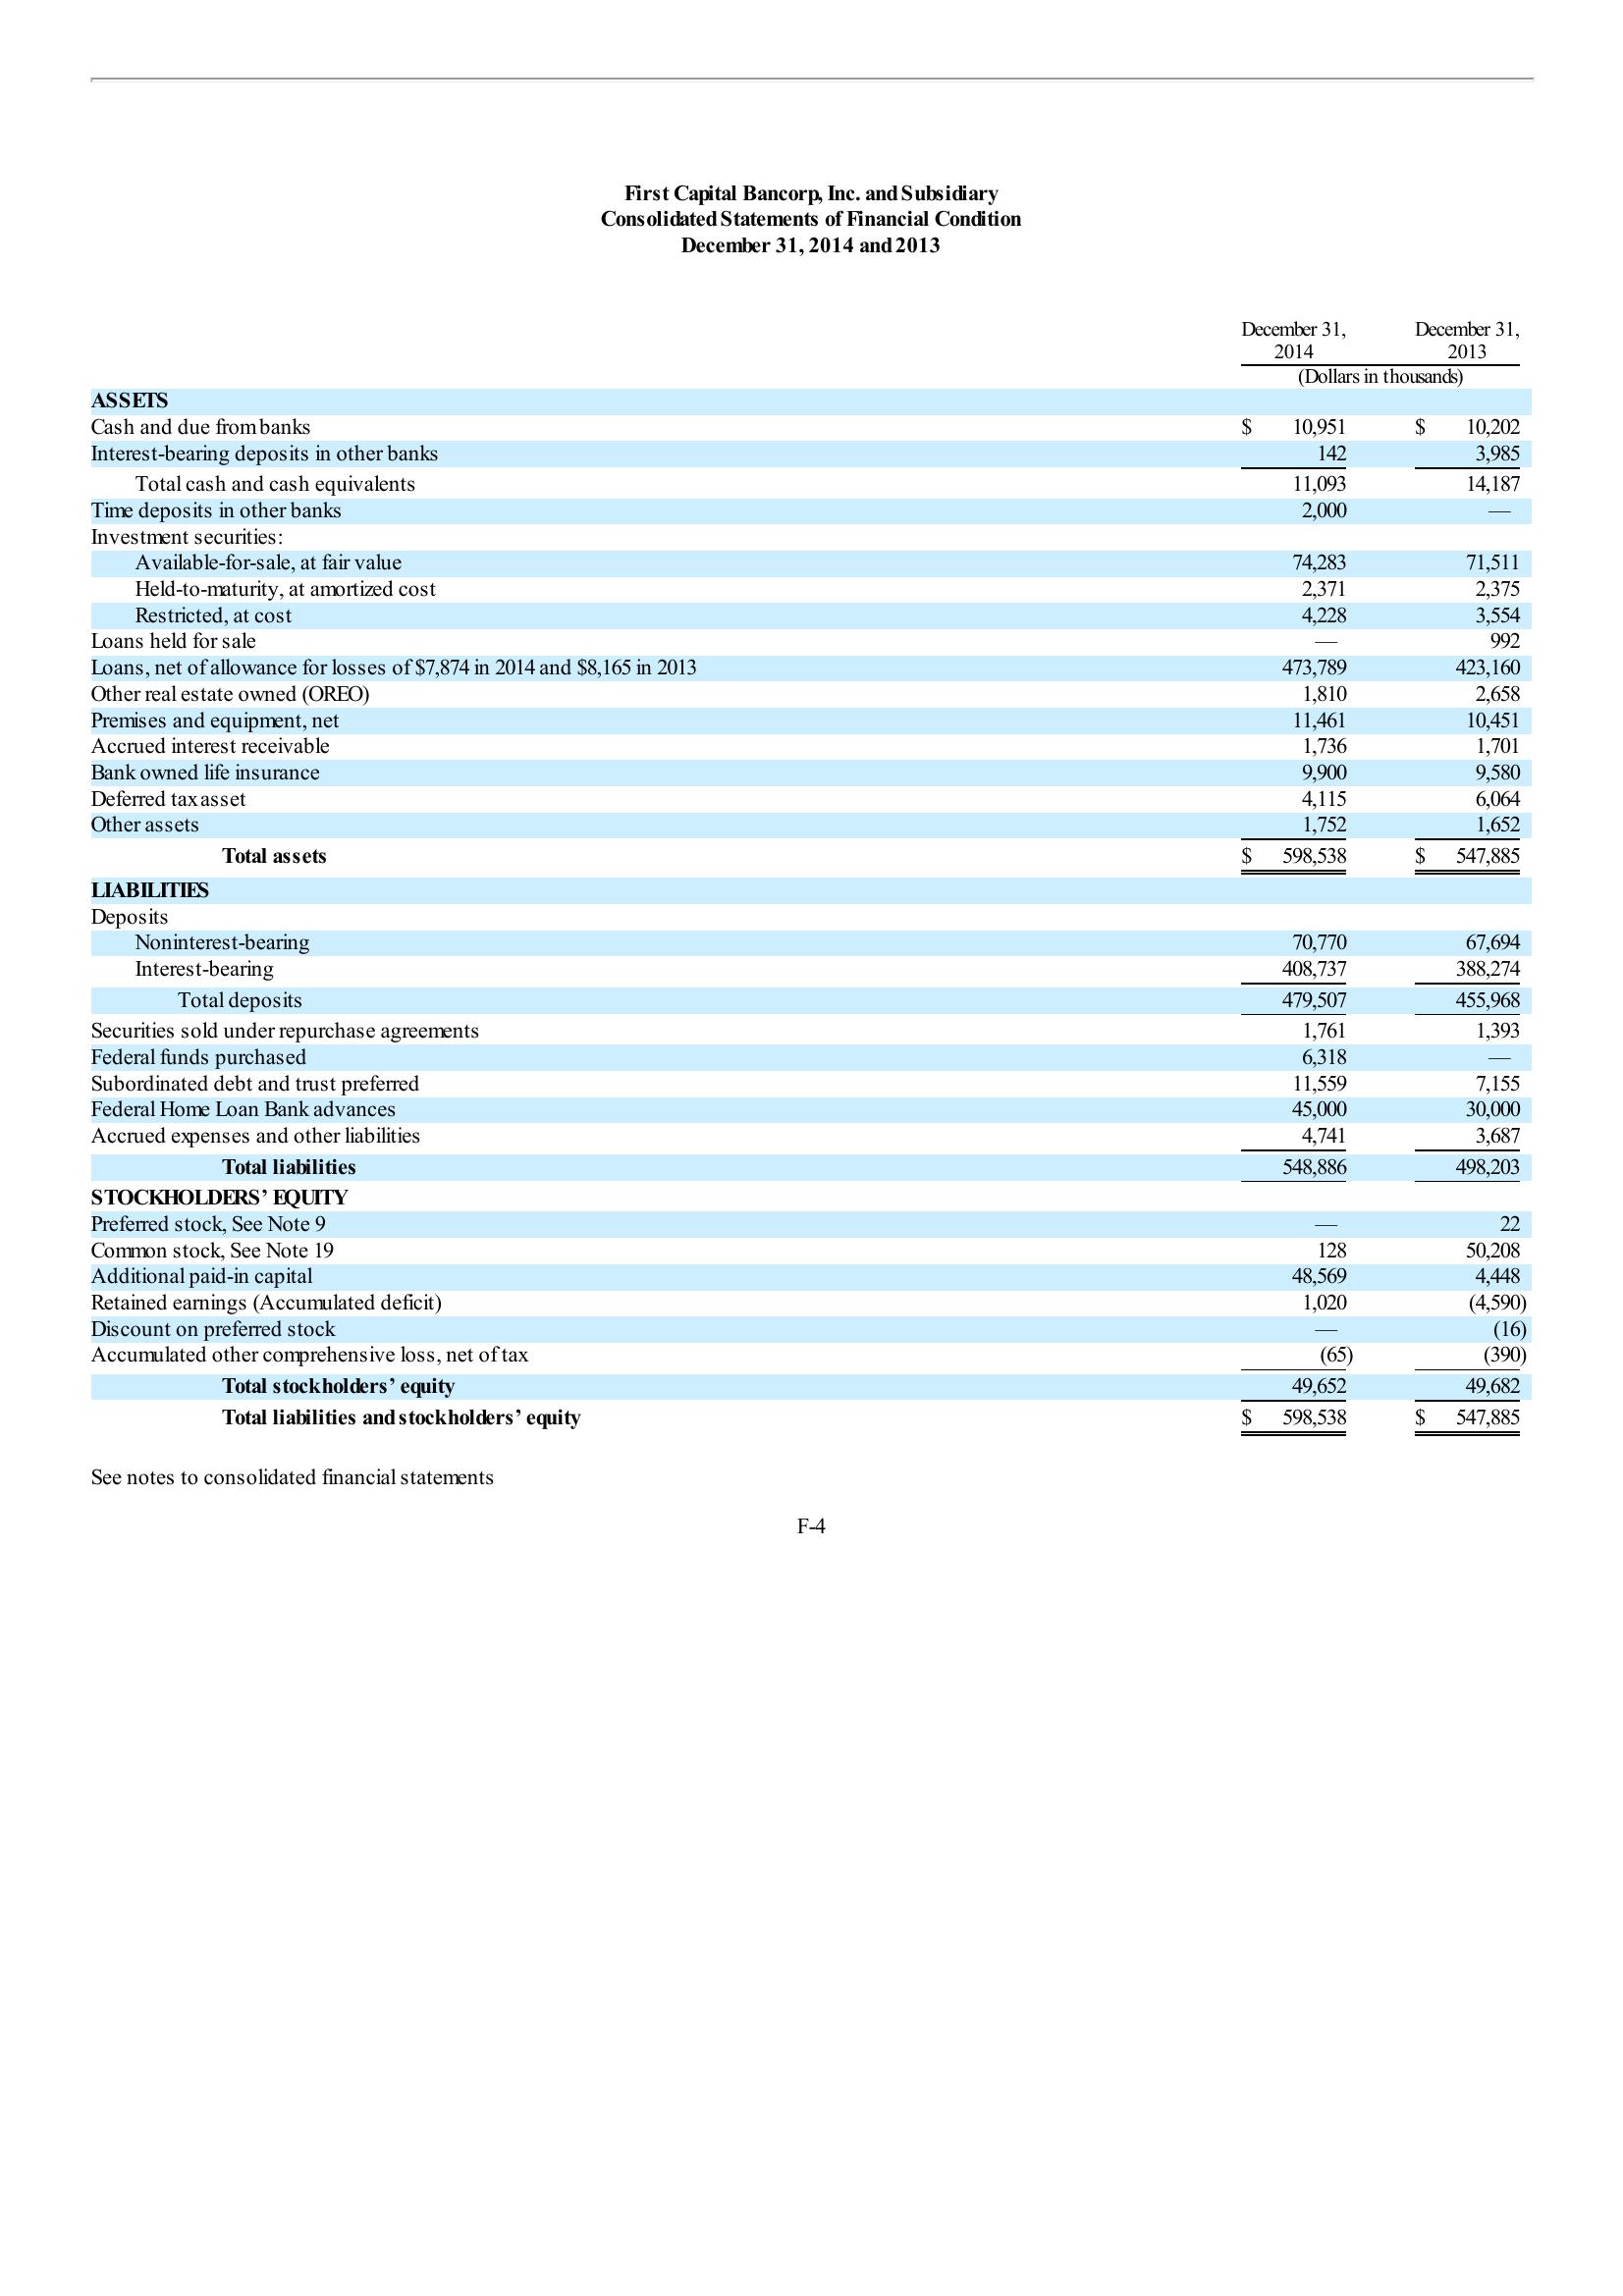 First Capital Bancorp, Inc. and Subsidiary
Consolidated Statements of Financial Condition
December 31, 2014 and 2013
December 31, December 31,
2014 2013
(Dollars in thousands)
ASSETS
Cash and due from banks $ 10,951 $ 10,202
Interest-bearing deposits in other banks 142 3,985
Total cash and cash equivalents 11,093 14,187
Time deposits in other banks 2,000 —
Investment securities:
Available-for-sale, at fair value 74,283 71,511
Held-to-maturity, at amortized cost 2,371 2,375
Restricted, at cost 4,228 3,554
Loans held for sale — 992
Loans, net of allowance for losses of $7,874 in 2014 and $8,165 in 2013 473,789 423,160
Other real estate owned (OREO) 1,810 2,658
Premises and equipment, net 11,461 10,451
Accrued interest receivable 1,736 1,701
Bank owned life insurance 9,900 9,580
Deferred tax asset 4,115 6,064
Other assets 1,752 1,652
Total assets $ 598,538 $ 547,885
LIABILITIES
Deposits
Noninterest-bearing 70,770 67,694
Interest-bearing 408,737 388,274
Total deposits 479,507 455,968
Securities sold under repurchase agreements 1,761 1,393
Federal funds purchased 6,318 —
Subordinated debt and trust preferred 11,559 7,155
Federal Home Loan Bank advances 45,000 30,000
Accrued expenses and other liabilities 4,741 3,687
Total liabilities 548,886 498,203
STOCKHOLDERS’ EQUITY
Preferred stock, See Note 9 — 22
Common stock, See Note 19 128 50,208
Additional paid-in capital 48,569 4,448
Retained earnings (Accumulated deficit) 1,020 (4,590)
Discount on preferred stock — (16)
Accumulated other comprehensive loss, net of tax (65) (390)
Total stockholders’ equity 49,652 49,682
Total liabilities and stockholders’ equity $ 598,538 $ 547,885
See notes to consolidated financial statements
F-4